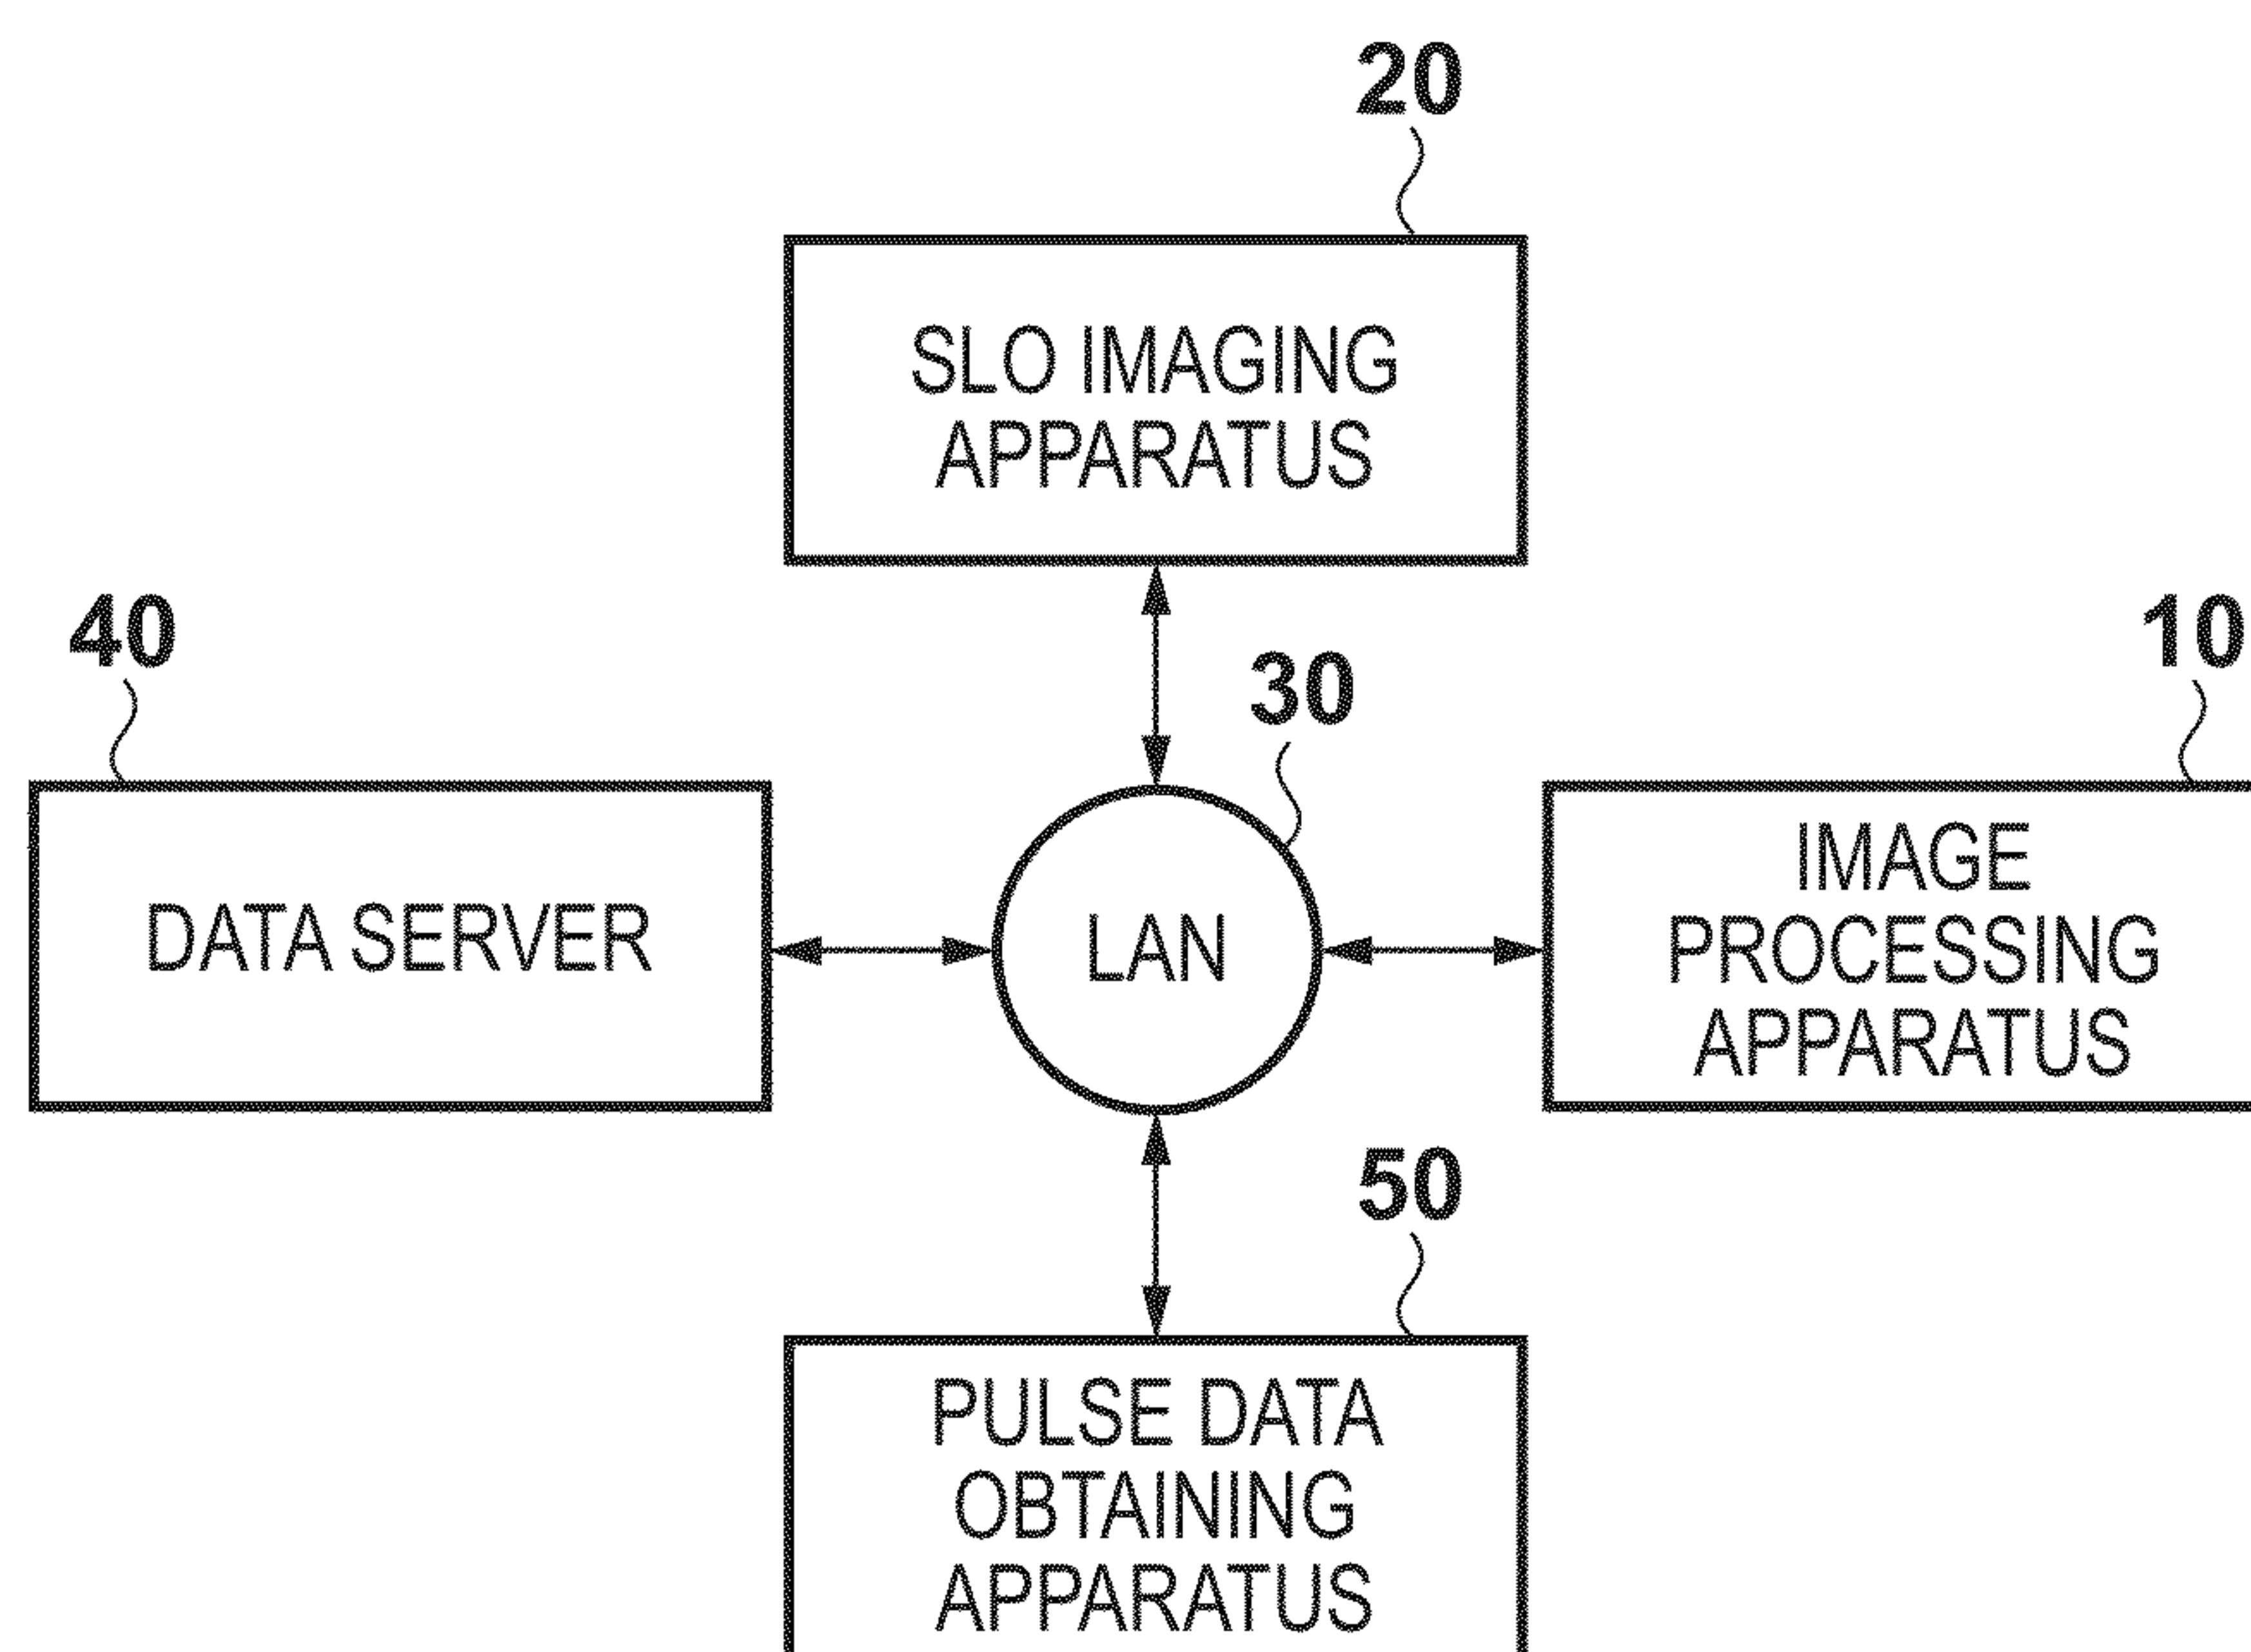 20
SLO IMAGING
APPARATUS
40
30
10
DATA SERVER
LAN
IMAGE
PROCESSING
APPARATUS
50
PULSE DATA
OBTAINING
APPARATUS